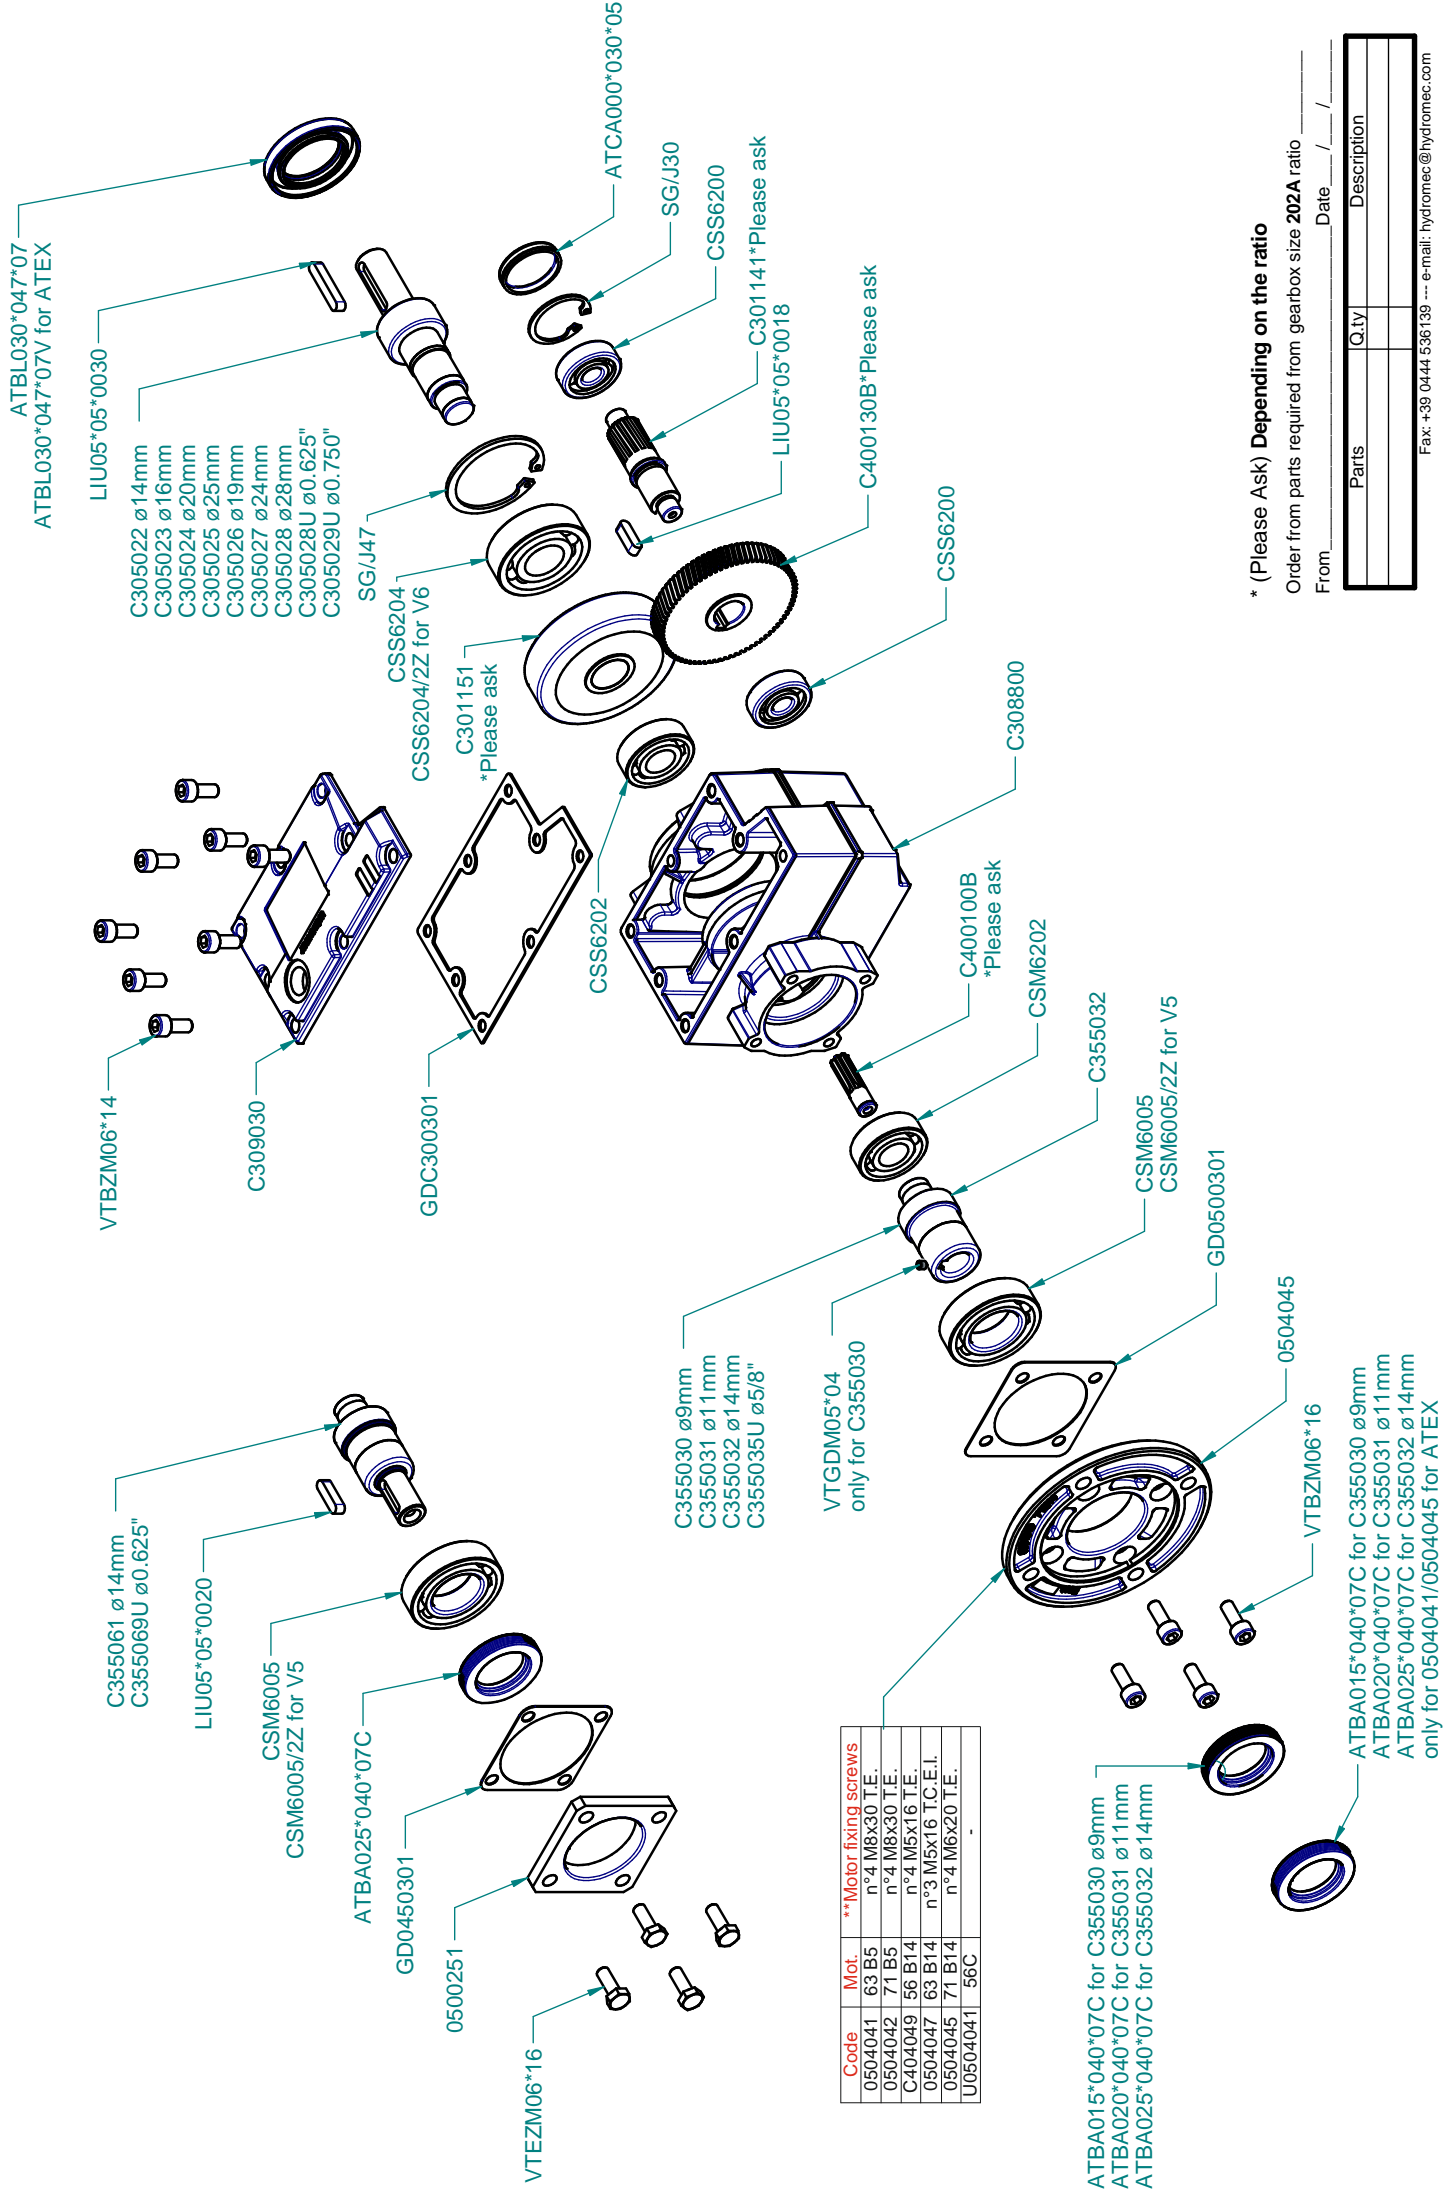 ATBL030*047*07
ATBL030*047*07V for ATEX
LIU05*05*0030
C305022 ø14mm
C305023 ø16mm
C305024 ø20mm
C305025 ø25mm
C305026 ø19mm
C305027 ø24mm
C305028 ø28mm
C305028U ø0.625"
C305029U ø0.750"
SG/J47
CSS6204
CSS6204/2Z for V6
C301151
*Please ask
ATCA000*030*05
SG/J30
CSS6200
C301141*Please ask
LIU05*05*0018
C400130B*Please ask
CSS6200
C308800
CSS6202
VTBZM06*14
C309030
GDC300301
C400100B
*Please ask
CSM6202
C355032
CSM6005
CSM6005/2Z for V5
GD0500301
0504045
C355030 ø9mm
C355031 ø11mm
C355032 ø14mm
C355035U ø5/8"
VTGDM05*04
only for C355030
C355061 ø14mm
C355069U ø0.625"
LIU05*05*0020
CSM6005
CSM6005/2Z for V5
ATBA025*040*07C
GD0450301
0500251
VTEZM06*16
VTBZM06*16
ATBA015*040*07C for C355030 ø9mm
ATBA020*040*07C for C355031 ø11mm
ATBA025*040*07C for C355032 ø14mm
only for 0504041/0504045 for ATEX
ATBA015*040*07C for C355030 ø9mm
ATBA020*040*07C for C355031 ø11mm
ATBA025*040*07C for C355032 ø14mm
Code Mot. **Motor fixing screws
0504041 63 B5 n°4 M8x30 T.E.
0504042 71 B5 n°4 M8x30 T.E.
C404049 56 B14 n°4 M5x16 T.E.
0504047 63 B14 n°3 M5x16 T.C.E.I.
0504045 71 B14 n°4 M6x20 T.E.
U0504041 56C -
* (Please Ask) Depending on the ratio
Order from parts required from gearbox size 202A ratio ________
From______________________________ Date____/____/______
Parts Q.ty Description
Fax: +39 0444 536139 --- e-mail: hydromec@hydromec.com